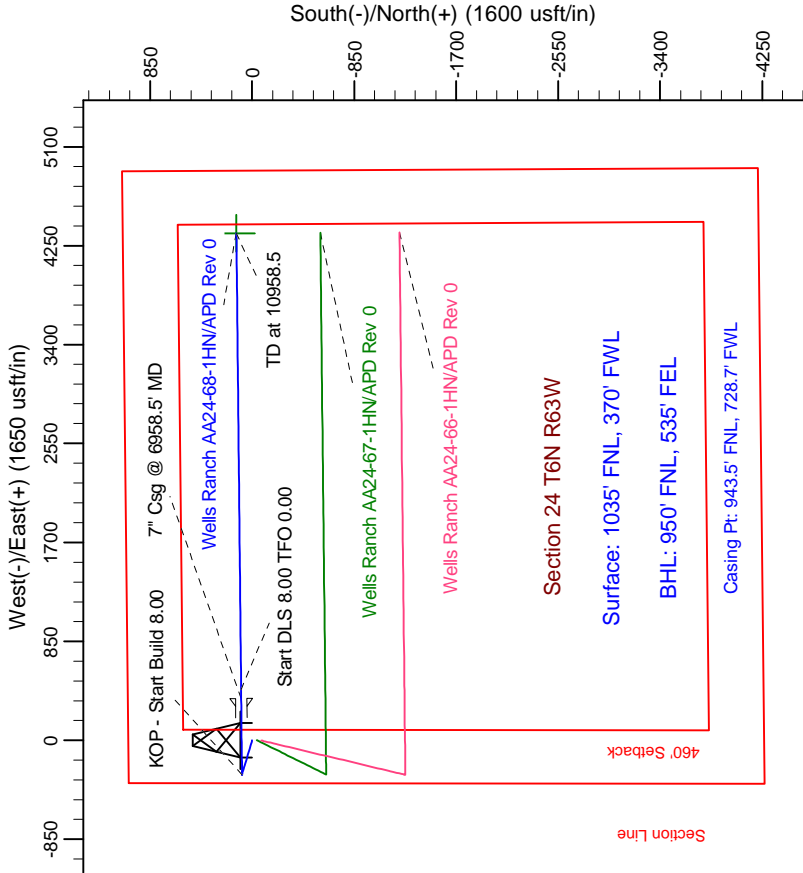 South(-)/North(+) (1600 usft/in)
850
0
-850
-1700
-2550
-3400
-4250
West(-)/East(+) (1650 usft/in)
5100
4250
3400
2550
1700
850
0
-850
KOP - Start Build 8.00
7" Csg @ 6958.5' MD
Wells Ranch AA24-68-1HN/APD Rev 0
TD at 10958.5
Start DLS 8.00 TFO 0.00
Wells Ranch AA24-67-1HN/APD Rev 0
Wells Ranch AA24-66-1HN/APD Rev 0
Section 24 T6N R63W
Surface: 1035' FNL, 370' FWL
BHL: 950' FNL, 535' FEL
Casing Pt: 943.5' FNL, 728.7' FWL
460' Setback
Section Line